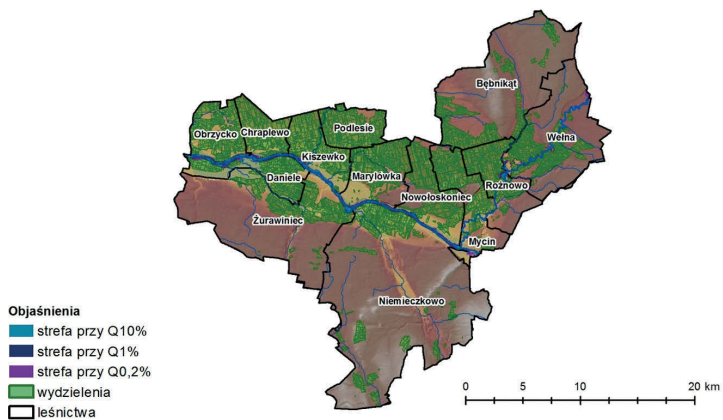 Bębnikąt
Obrzycko
Chraplewo
Podlesie
Wełna
Kiszewko
Daniele
Marylówka
Rożnowo
Nowołoskoniec
Żurawiniec
Mycin
Niemieczkowo
Objaśnienia
strefa przy Q10%
strefa przy Q1%
strefa przy Q0,2%
wydzielenia
leśnictwa
0 5 10 20 km